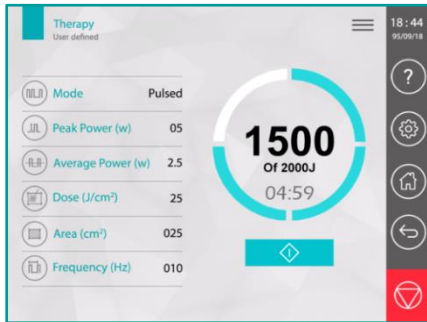 Therapy
User defined
18:44
95/09/18
?
Mode Pulsed
Peak Power (w) 05
Average Power (w) 2.5
Dose (J/cm²) 25
Area (cm²) 025
Frequency (Hz) 010
1500
Of 2000J
04:59